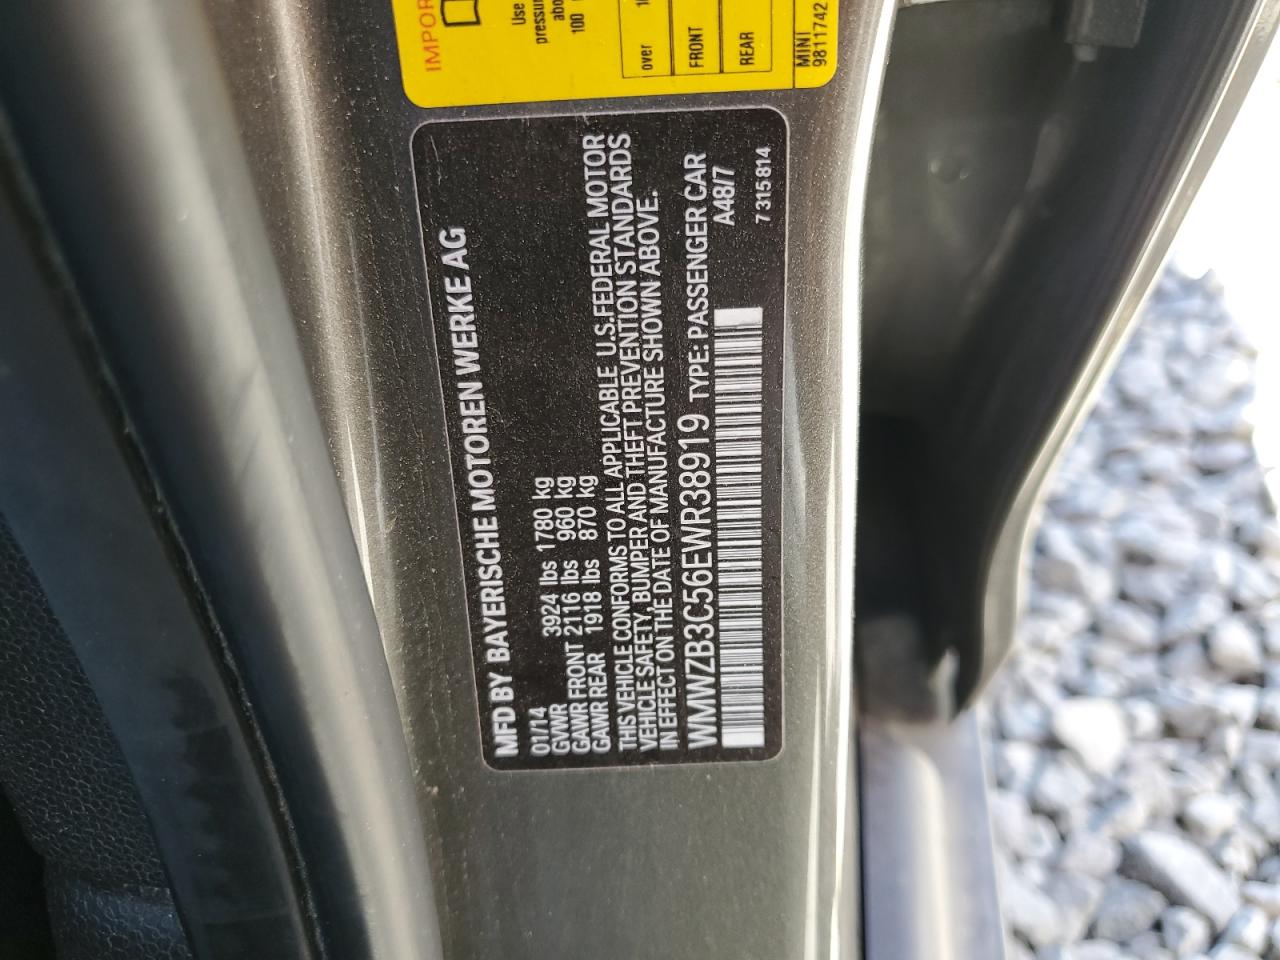 IMPOR
Use
pressur
abo
100
over
FRONT
REAR
MINI
9811742
MFD BY BAYERISCHE MOTOREN WERKE AG
01/14
GVWR 3924 lbs 1780 kg
GAWR FRONT 2116 lbs 960 kg
GAWR REAR 1918 lbs 870 kg
THIS VEHICLE CONFORMS TO ALL APPLICABLE U.S. FEDERAL MOTOR
VEHICLE SAFETY, BUMPER AND THEFT PREVENTION STANDARDS
IN EFFECT ON THE DATE OF MANUFACTURE SHOWN ABOVE.
WMWZB3C56EWR38919 TYPE: PASSENGER CAR
A48/7
7 315 814